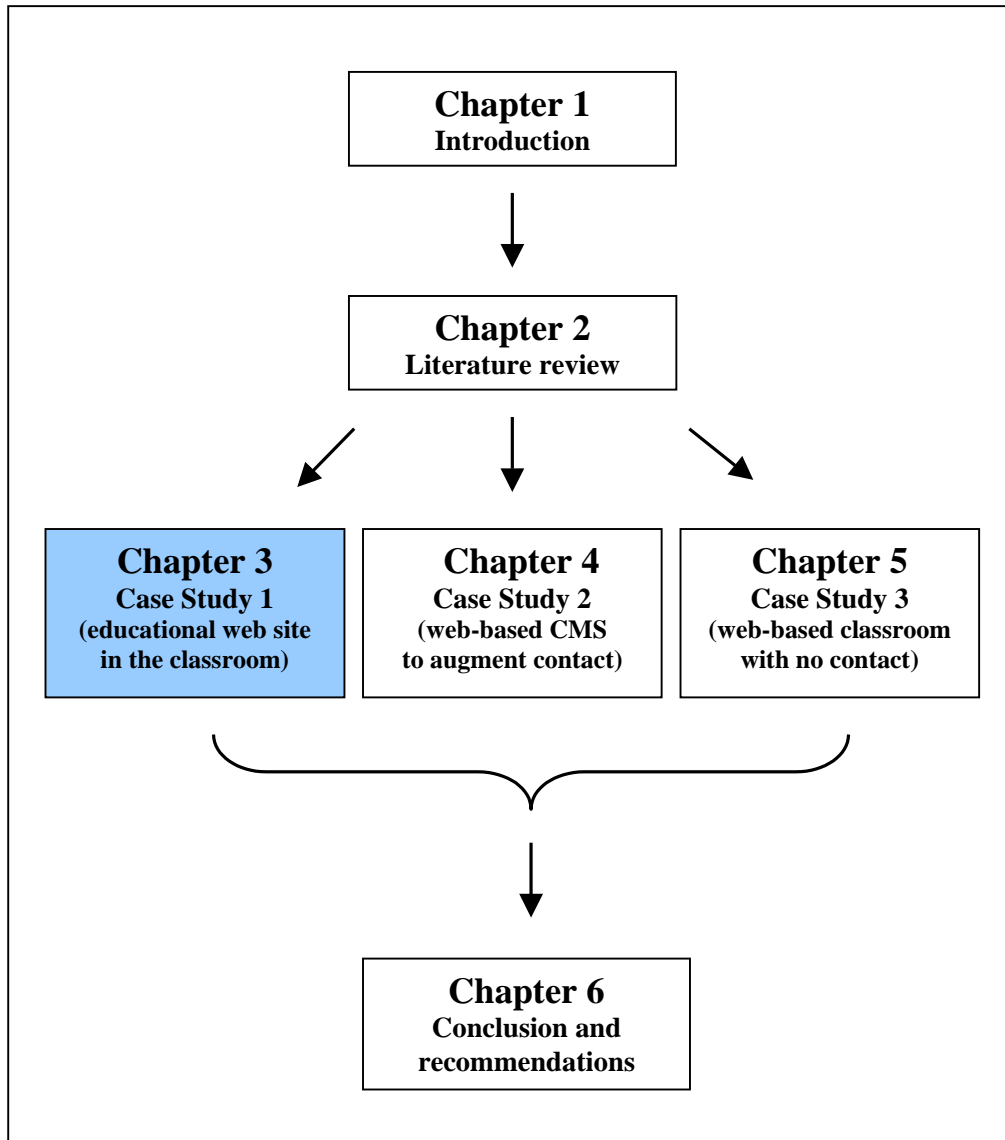 Chapter 1
Introduction
Chapter 2
Literature review
Chapter 3
Case Study 1
(educational web site
in the classroom)
Chapter 4
Case Study 2
(web-based CMS
to augment contact)
Chapter 5
Case Study 3
(web-based classroom
with no contact)
Chapter 6
Conclusion and
recommendations